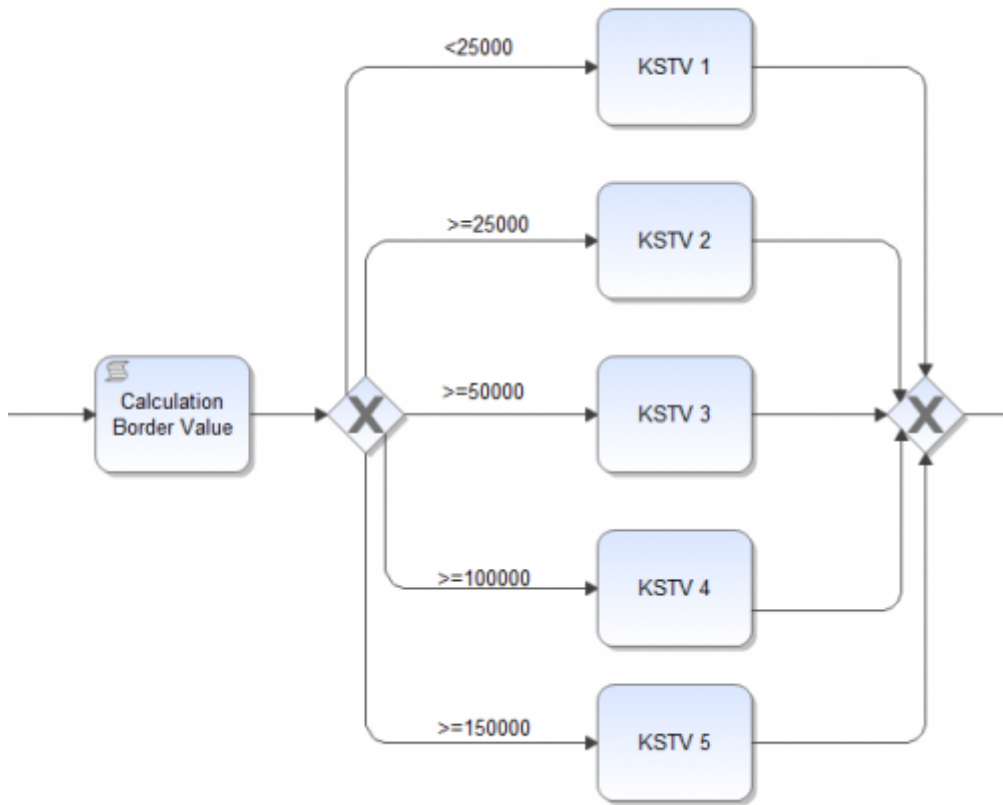 <25000
KSTV 1
>=25000
KSTV 2
Calculation
Border Value
>=50000
KSTV 3
>=100000
KSTV 4
>=150000
KSTV 5